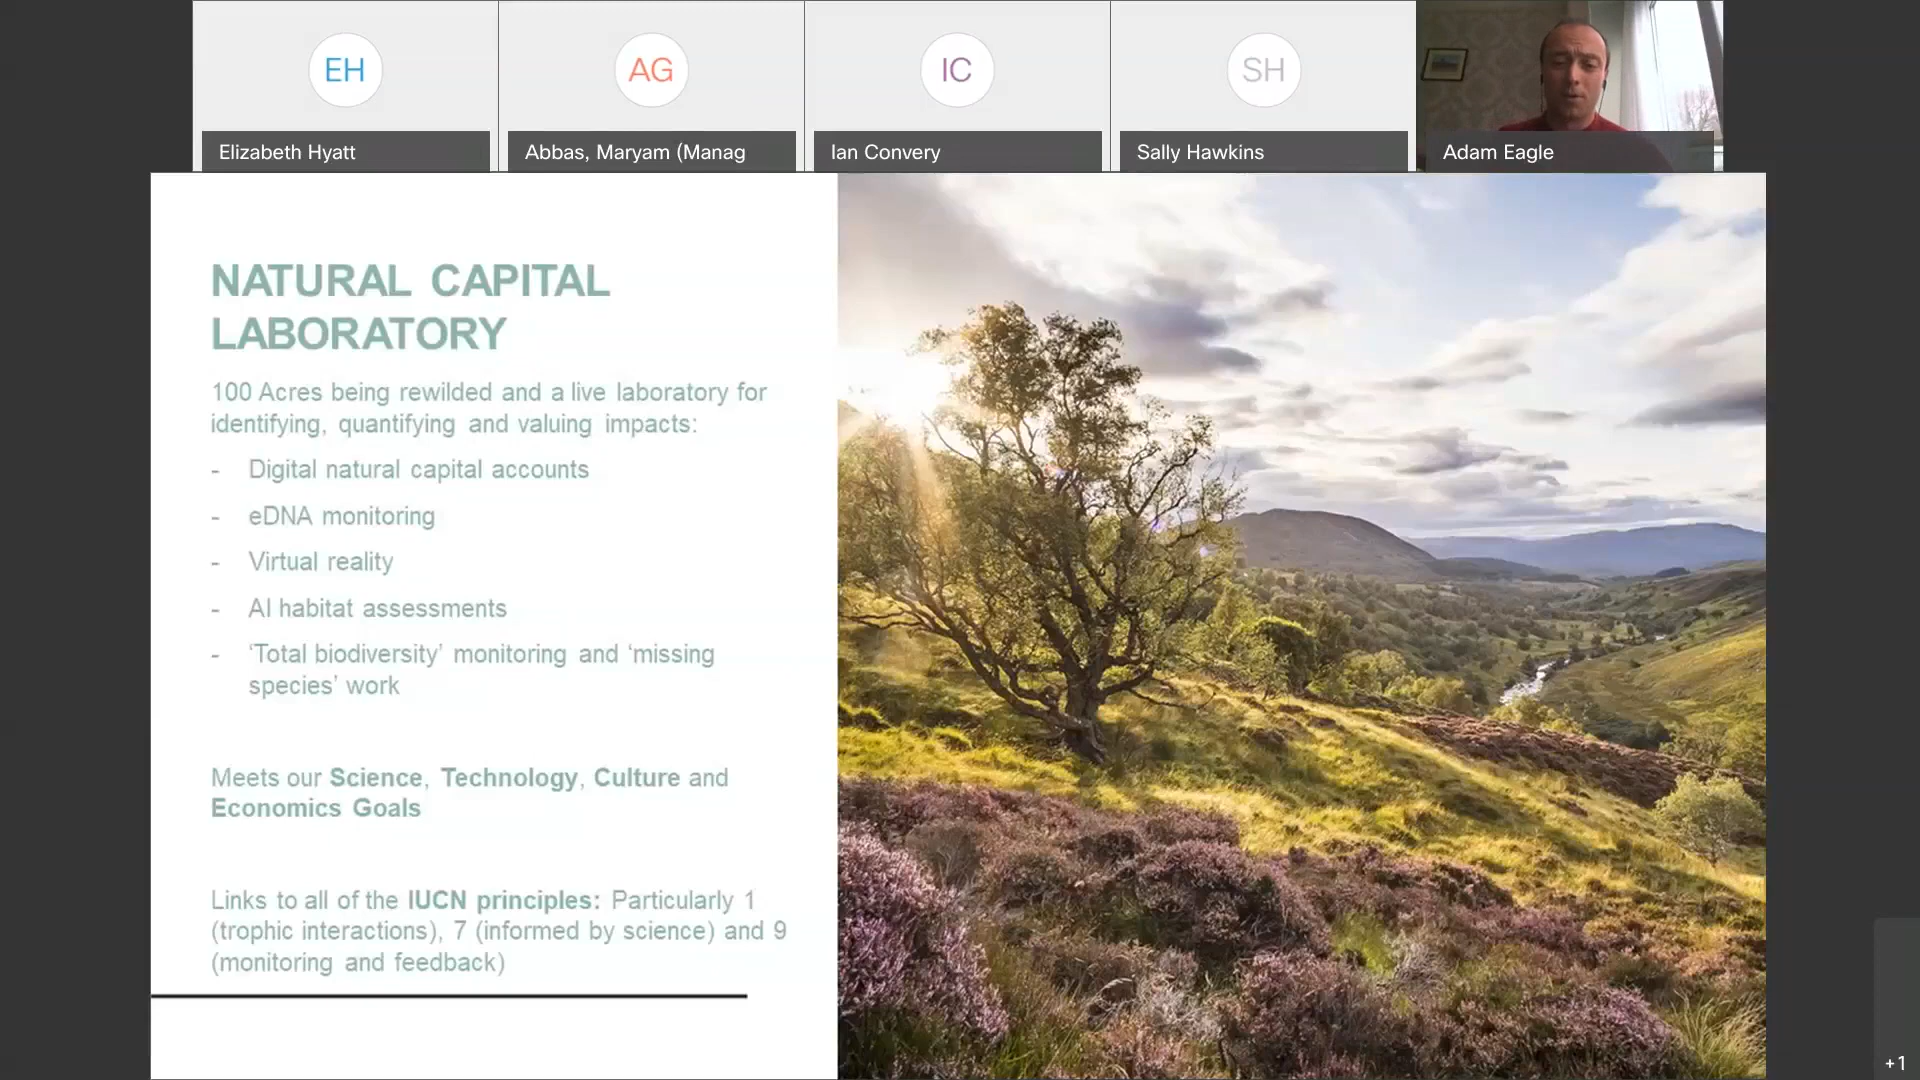 EH
AG
IC
SH
Elizabeth Hyatt
Abbas, Maryam (Manag
Ian Convery
Sally Hawkins
Adam Eagle
NATURAL CAPITAL
LABORATORY
100 Acres being rewilded and a live laboratory for
identifying, quantifying and valuing impacts:
- Digital natural capital accounts
- eDNA monitoring
- Virtual reality
- AI habitat assessments
- ‘Total biodiversity’ monitoring and ‘missing
species’ work
Meets our Science, Technology, Culture and
Economics Goals
Links to all of the IUCN principles: Particularly 1
(trophic interactions), 7 (informed by science) and 9
(monitoring and feedback)
+1